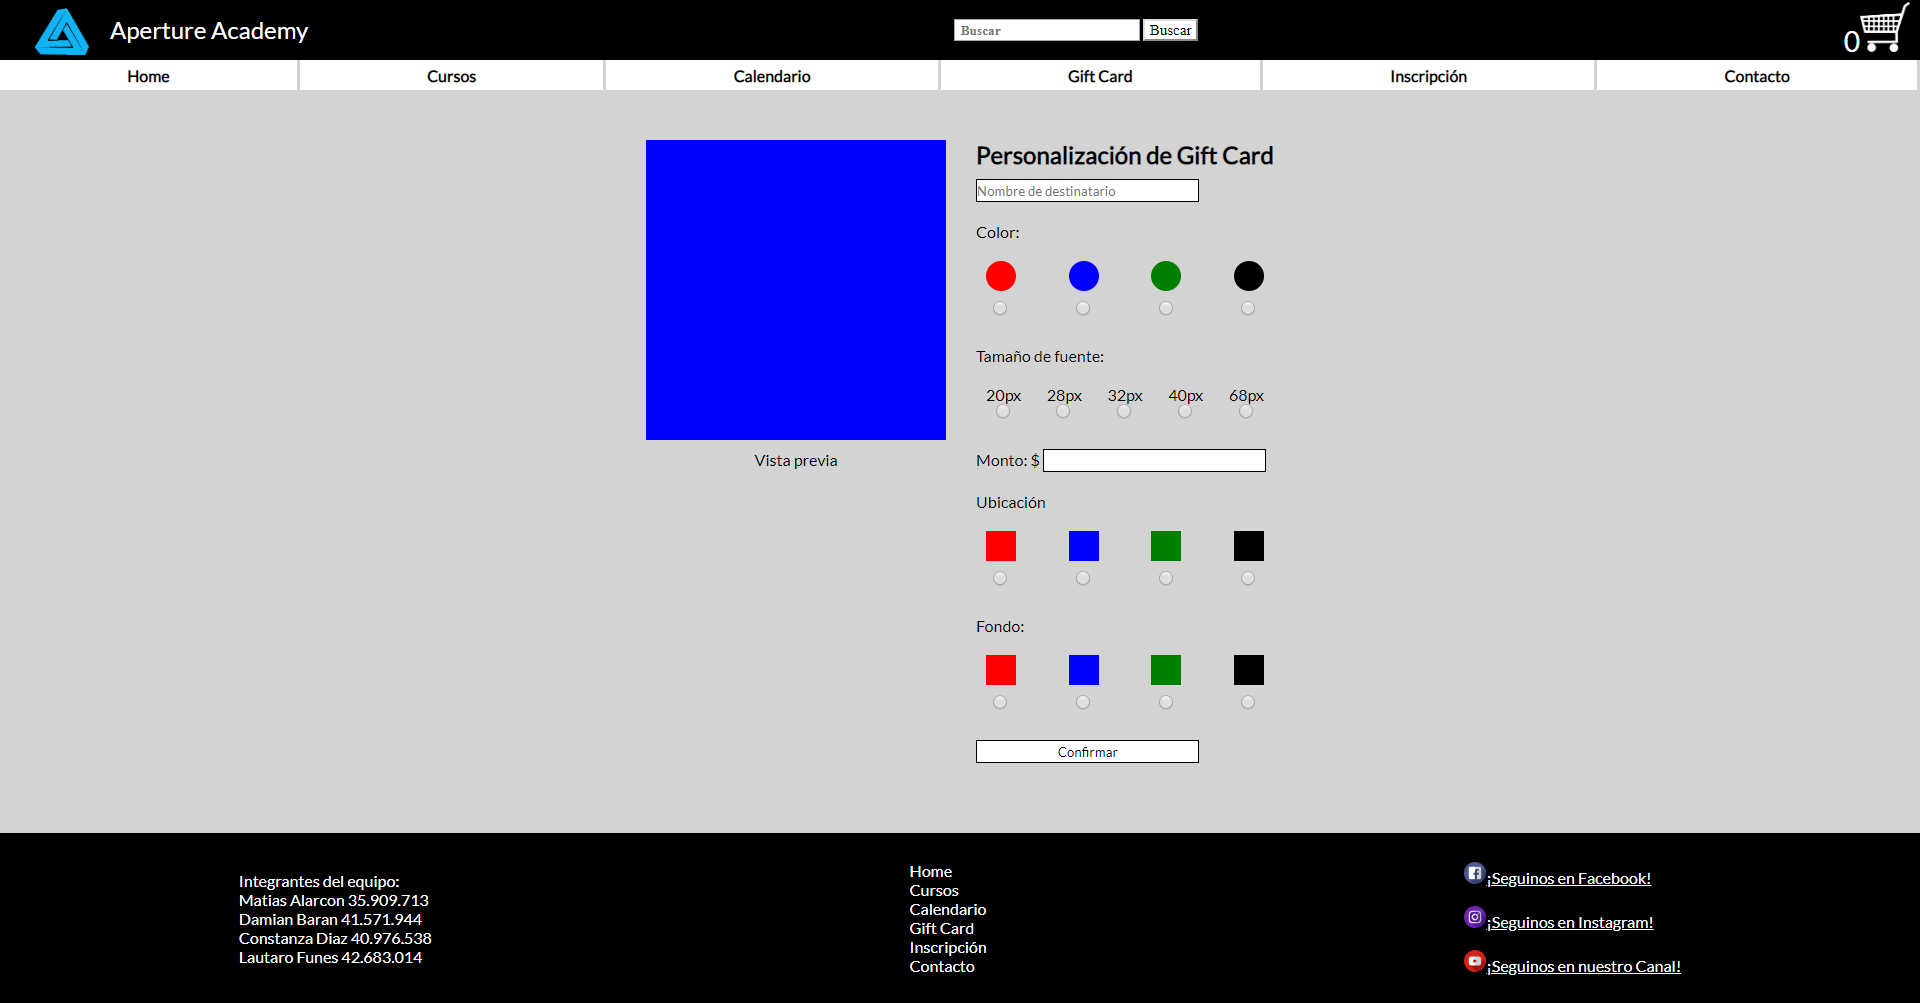 Aperture Academy
Buscar
Buscar
0
Home
Cursos
Calendario
Gift Card
Inscripción
Contacto
Vista previa
Personalización de Gift Card
Nombre de destinatario
Color:
Tamaño de fuente:
20px 28px 32px 40px 68px
Monto: $
Ubicación
Fondo:
Confirmar
Integrantes del equipo:
Matias Alarcon 35.909.713
Damian Baran 41.571.944
Constanza Diaz 40.976.538
Lautaro Funes 42.683.014
Home
Cursos
Calendario
Gift Card
Inscripción
Contacto
¡Seguinos en Facebook!
¡Seguinos en Instagram!
¡Seguinos en nuestro Canal!